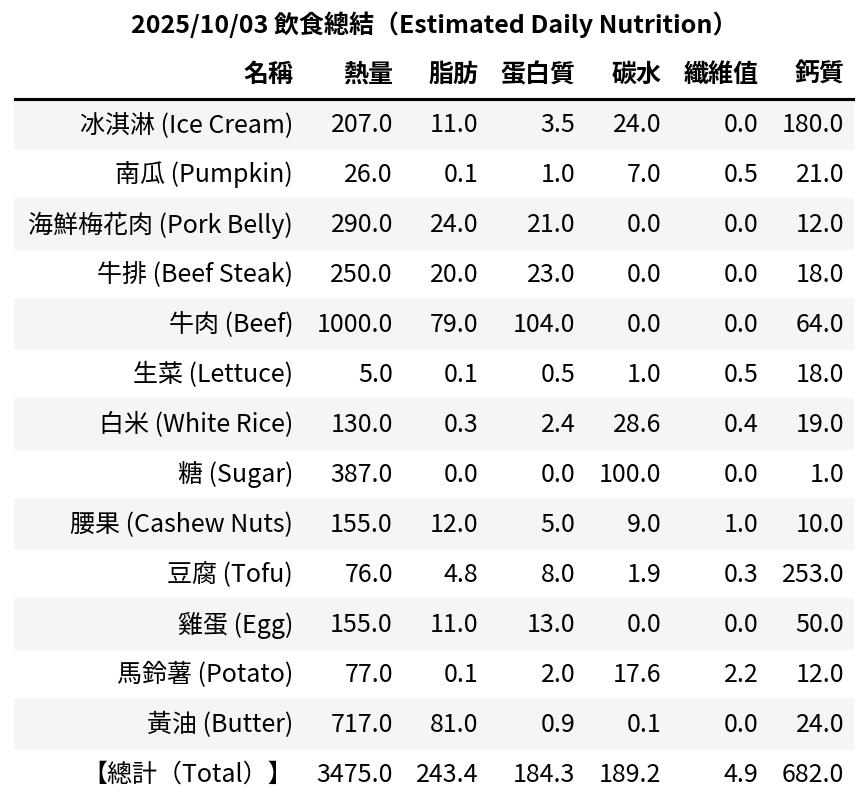 2025/10/03 飲食總結（Estimated Daily Nutrition）
名稱 熱量 脂肪 蛋白質 碳水 纖維值 鈣質
冰淇淋 (Ice Cream) 207.0 11.0 3.5 24.0 0.0 180.0
南瓜 (Pumpkin) 26.0 0.1 1.0 7.0 0.5 21.0
海鮮梅花肉 (Pork Belly) 290.0 24.0 21.0 0.0 0.0 12.0
牛排 (Beef Steak) 250.0 20.0 23.0 0.0 0.0 18.0
牛肉 (Beef) 1000.0 79.0 104.0 0.0 0.0 64.0
生菜 (Lettuce) 5.0 0.1 0.5 1.0 0.5 18.0
白米 (White Rice) 130.0 0.3 2.4 28.6 0.4 19.0
糖 (Sugar) 387.0 0.0 0.0 100.0 0.0 1.0
腰果 (Cashew Nuts) 155.0 12.0 5.0 9.0 1.0 10.0
豆腐 (Tofu) 76.0 4.8 8.0 1.9 0.3 253.0
雞蛋 (Egg) 155.0 11.0 13.0 0.0 0.0 50.0
馬鈴薯 (Potato) 77.0 0.1 2.0 17.6 2.2 12.0
黃油 (Butter) 717.0 81.0 0.9 0.1 0.0 24.0
【總計（Total）】 3475.0 243.4 184.3 189.2 4.9 682.0